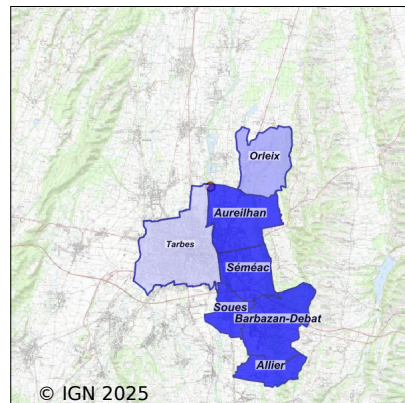 Orleix
Aureilhan
Tarbes
Séméac
Soues
Barbazan-Debat
Allier
© IGN 2025